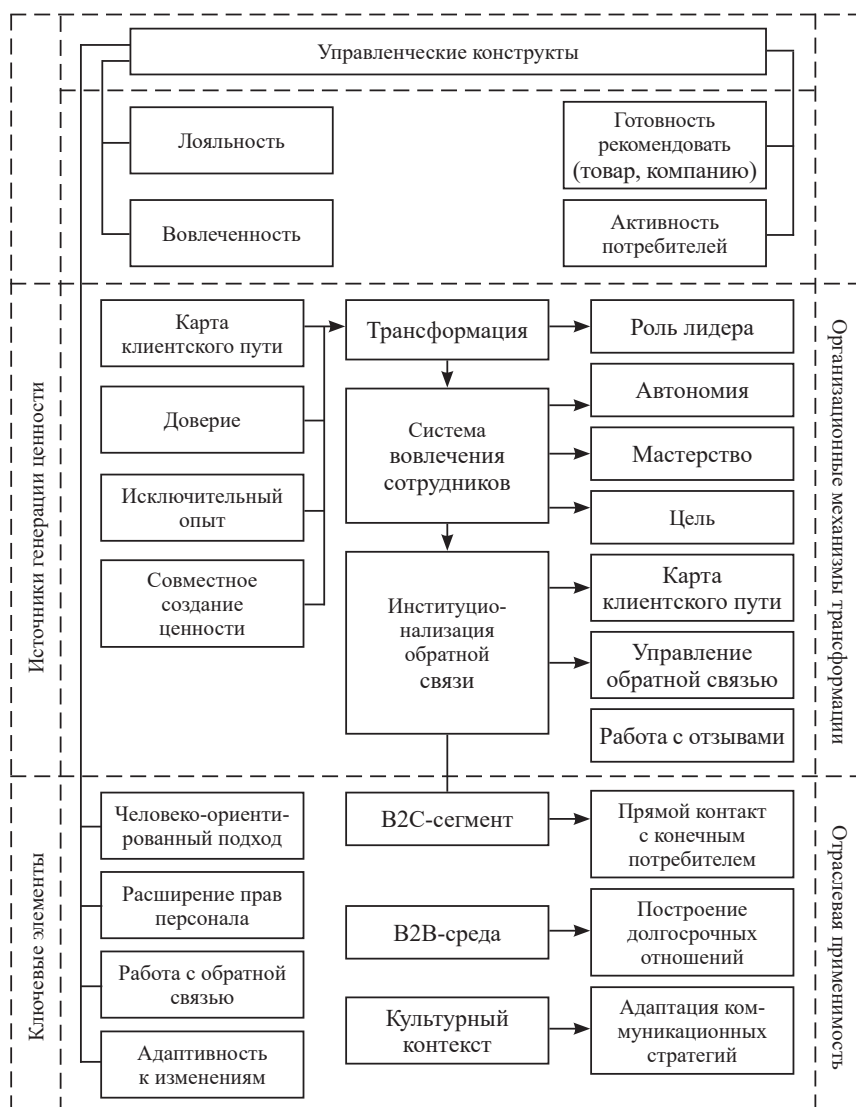 Управленческие конструкты
Лояльность
Готовность
рекомендовать
(товар, компанию)
Вовлеченность
Активность
потребителей
Источники генерации ценности
Карта
клиентского пути
Доверие
Исключительный
опыт
Совместное
создание
ценности
Трансформация
Система
вовлечения
сотрудников
Институцио-
нализация
обратной
связи
Роль лидера
Автономия
Мастерство
Цель
Карта
клиентского пути
Управление
обратной связью
Работа с отзывами
Организационные механизмы трансформации
Ключевые элементы
Человеко-ориенти-
рованный подход
Расширение прав
персонала
Работа с обратной
связью
Адаптивность
к изменениям
B2C-сегмент
B2B-среда
Культурный
контекст
Прямой контакт
с конечным
потребителем
Построение
долгосрочных
отношений
Адаптация ком-
муникационных
стратегий
Отраслевая применимость